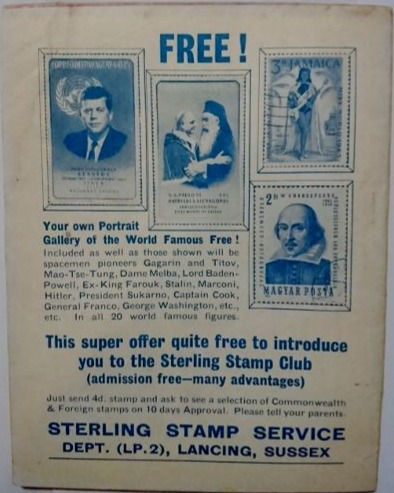 FREE!
3D JAMAICA
2Ft
MAGYAR POSTA
Your own Portrait
Gallery of the World Famous Free!
Included as well as those shown will be
spacemen pioneers Gagarin and Titov,
Mao-Tse-Tung, Dame Melba, Lord Baden-
Powell, Ex-King Farouk, Stalin, Marconi,
Hitler, President Sukarno, Captain Cook,
General Franco, George Washington, etc.,
etc. In all 20 world famous figures.
This super offer quite free to introduce
you to the Sterling Stamp Club
(admission free—many advantages)
Just send 4d. stamp and ask to see a selection of Commonwealth
& Foreign stamps on 10 days Approval. Please tell your parents.
STERLING STAMP SERVICE
DEPT. (LP.2), LANCING, SUSSEX